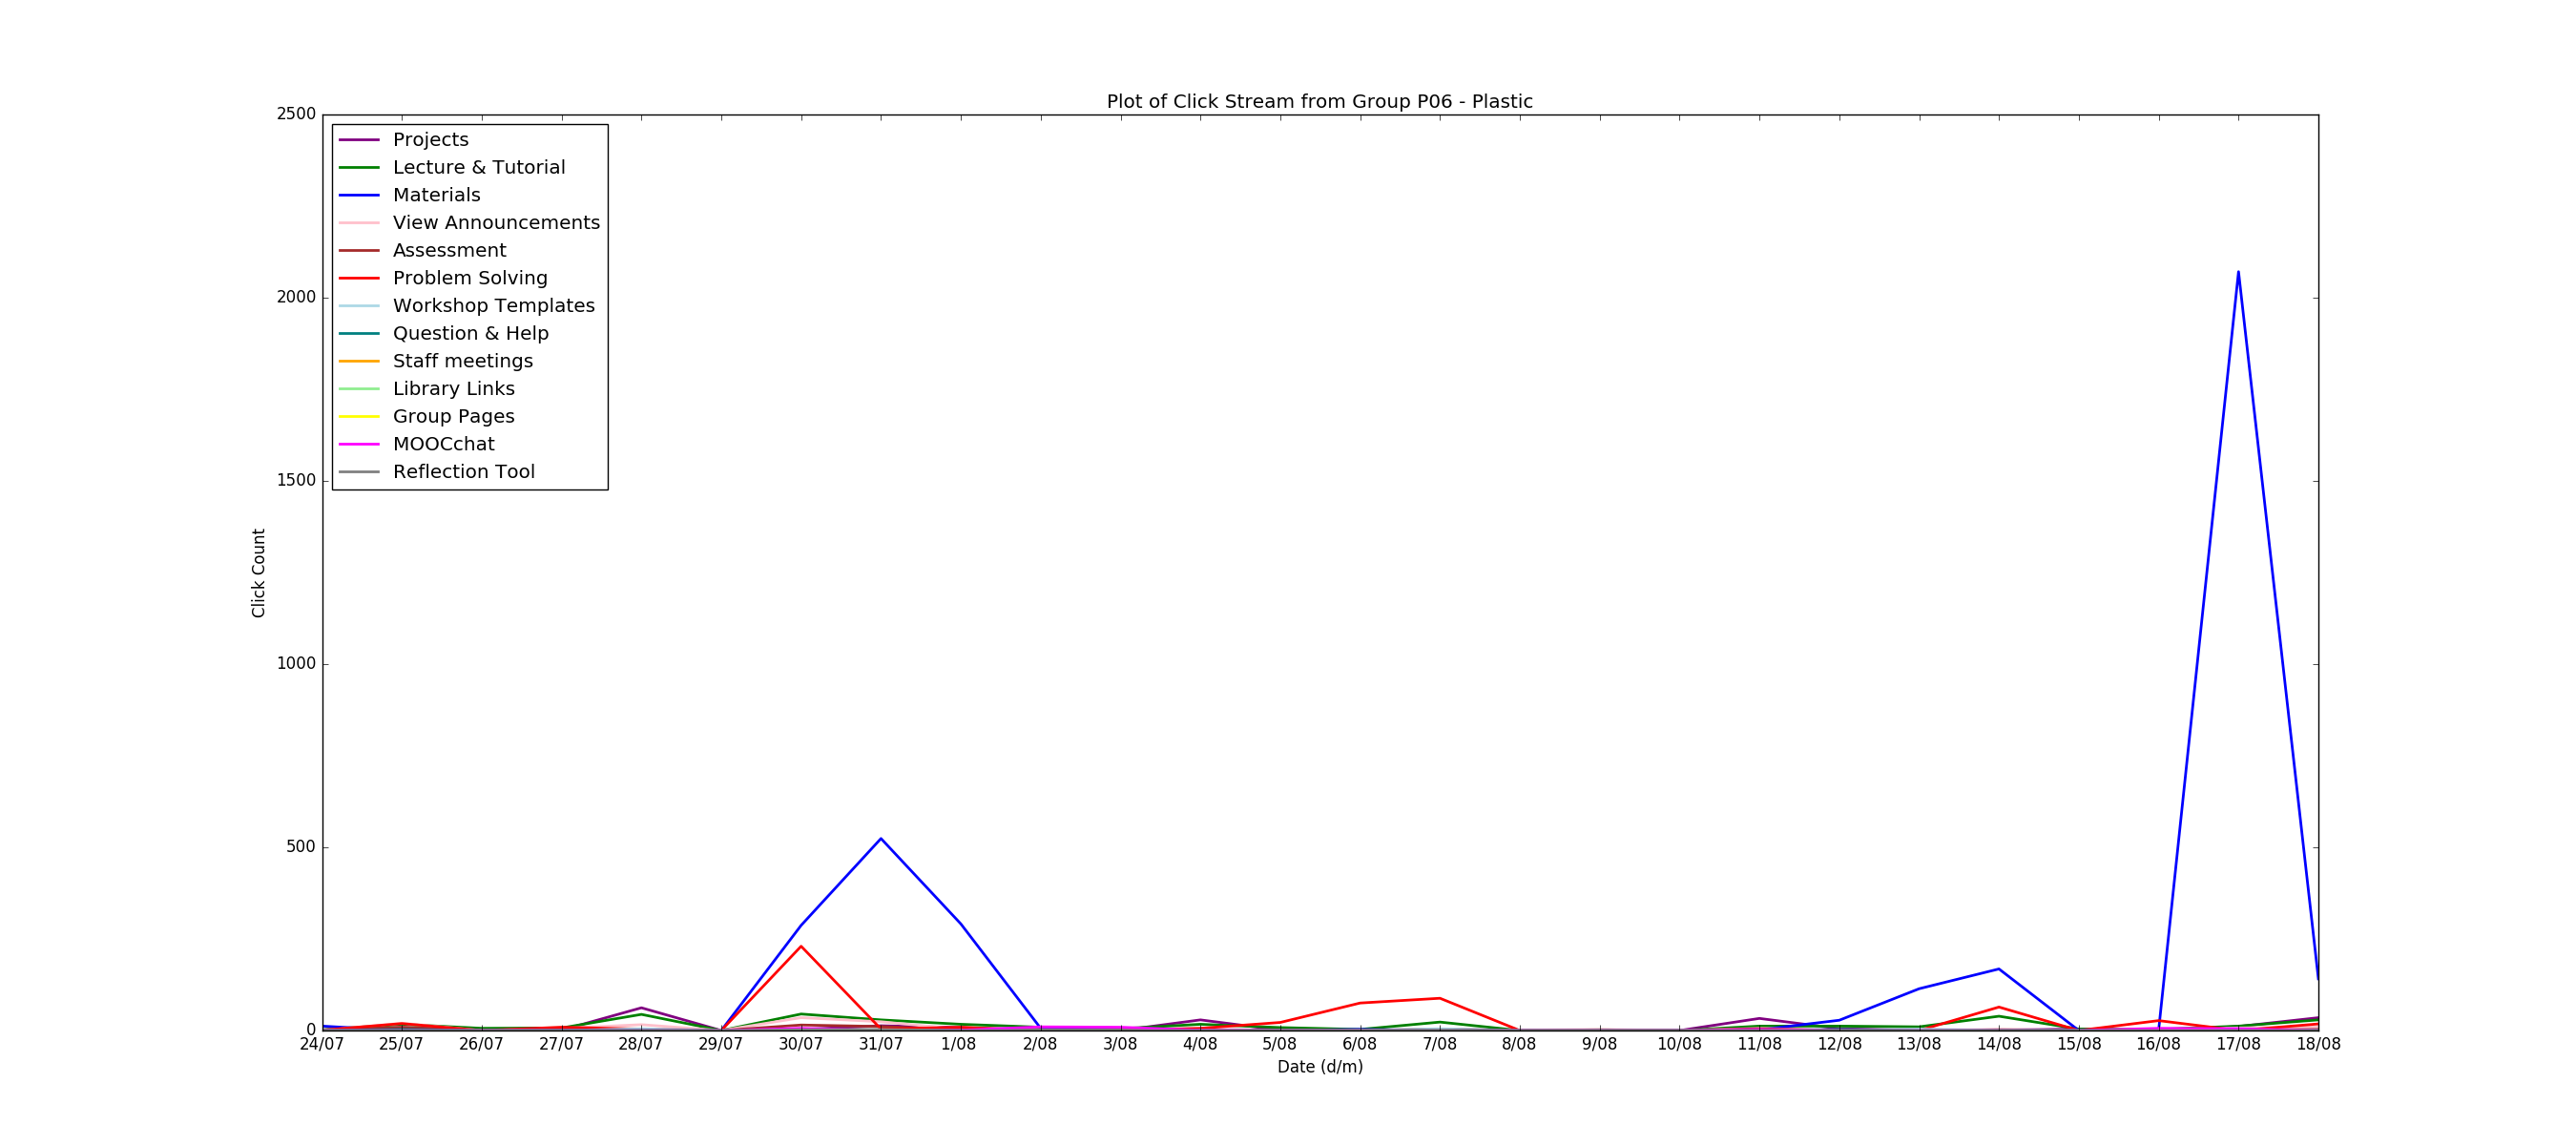 Plot of Click Stream from Group P06 - Plastic
2500
2000
1500
1000
500
0
Click Count
Projects
Lecture & Tutorial
Materials
View Announcements
Assessment
Problem Solving
Workshop Templates
Question & Help
Staff meetings
Library Links
Group Pages
MOOCchat
Reflection Tool
24/07 25/07 26/07 27/07 28/07 29/07 30/07 31/07 1/08 2/08 3/08 4/08 5/08 6/08 7/08 8/08 9/08 10/08 11/08 12/08 13/08 14/08 15/08 16/08 17/08 18/08
Date (d/m)